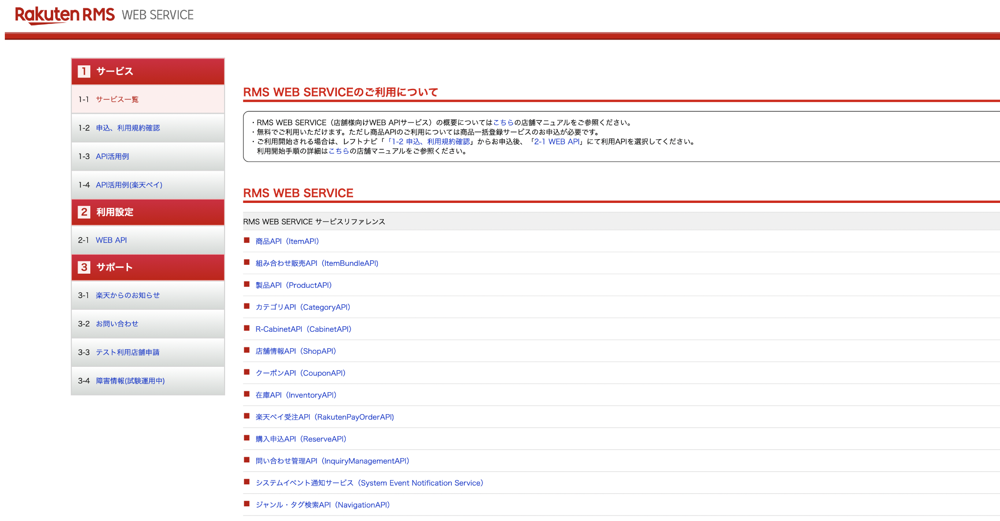 Rakuten RMS WEB SERVICE
1 サービス
1-1 サービス一覧
1-2 申込、利用規約確認
1-3 API活用例
1-4 API活用例(楽天ペイ)
2 利用設定
2-1 WEB API
3 サポート
3-1 楽天からのお知らせ
3-2 お問い合わせ
3-3 テスト利用店舗申請
3-4 障害情報(試験運用中)
RMS WEB SERVICEのご利用について
・RMS WEB SERVICE（店舗様向けWEB APIサービス）の概要についてはこちらの店舗マニュアルをご参照ください。
・無料でご利用いただけます。ただし商品APIのご利用については商品一括登録サービスのお申込が必要です。
・ご利用開始される場合は、レフトナビ「「1-2 申込、利用規約確認」からお申込後、「2-1 WEB API」にて利用APIを選択してください。
利用開始手順の詳細はこちらの店舗マニュアルをご参照ください。
RMS WEB SERVICE
RMS WEB SERVICE サービスリファレンス
商品API（ItemAPI）
組み合わせ販売API（ItemBundleAPI)
製品API（ProductAPI）
カテゴリAPI（CategoryAPI）
R-CabinetAPI（CabinetAPI）
店舗情報API（ShopAPI）
クーポンAPI（CouponAPI）
在庫API（InventoryAPI）
楽天ペイ受注API（RakutenPayOrderAPI)
購入申込API（ReserveAPI）
問い合わせ管理API（InquiryManagementAPI）
システムイベント通知サービス（System Event Notification Service）
ジャンル・タグ検索API（NavigationAPI）